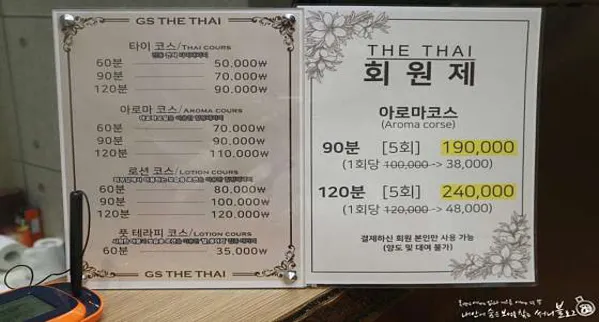 GS THE THAI
타이 코스/THAI COURS
60분 50.000₩
90분 70.000₩
120분 90.000₩
아로마 코스/AROMA COURS
60분 70.000₩
90분 90.000₩
120분 110.000₩
로션 코스/LOTION COURS
60분 80.000₩
90분 100.000₩
120분 120.000₩
풋 테라피 코스/LOTION COURS
60분 35.000₩
GS THE THAI
THE THAI
회원제
아로마코스
(Aroma corse)
90분 [5회] 190,000
(1회당 100,000 -> 38,000)
120분 [5회] 240,000
(1회당 120,000 -> 48,000)
결제하신 회원 본인만 사용 가능
(양도 및 대여 불가)